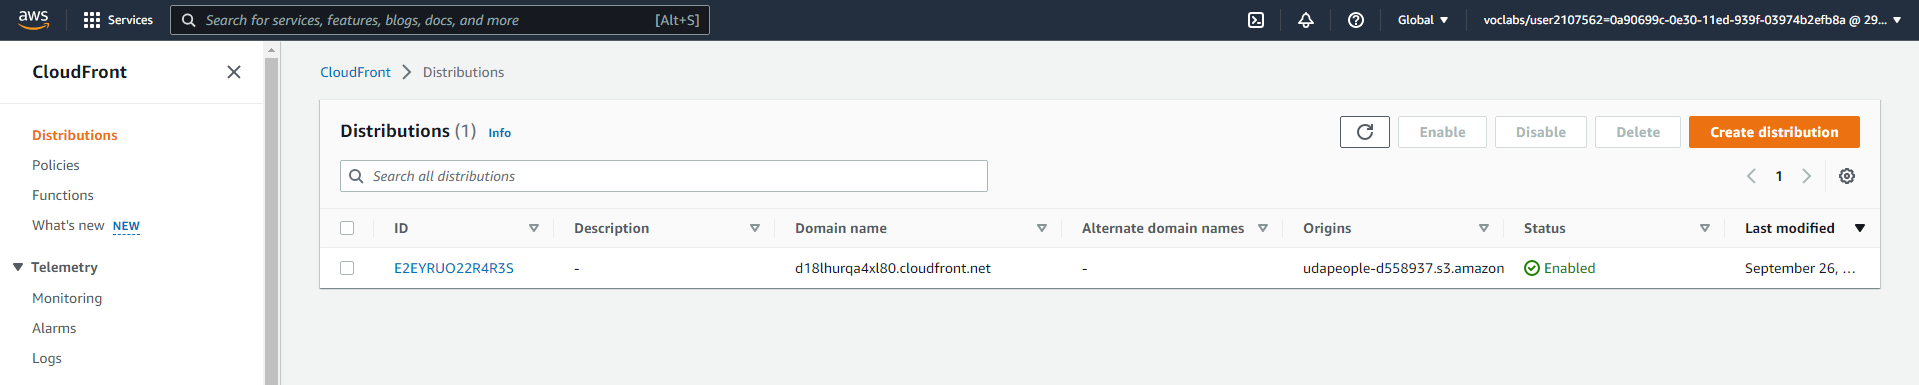 aws
Services
Search for services, features, blogs, docs, and more
[Alt+S]
Global
voclabs/user2107562=0a90699c-0e30-11ed-939f-03974b2efb8a @ 29...
CloudFront
Distributions
Policies
Functions
What's new NEW
Telemetry
Monitoring
Alarms
Logs
CloudFront > Distributions
Distributions (1) Info
Enable
Disable
Delete
Create distribution
Search all distributions
1
ID Description Domain name Alternate domain names Origins Status Last modified
E2EYRUO22R4R3S - d18lhurqa4xl80.cloudfront.net - udapeople-d558937.s3.amazon Enabled September 26, ...